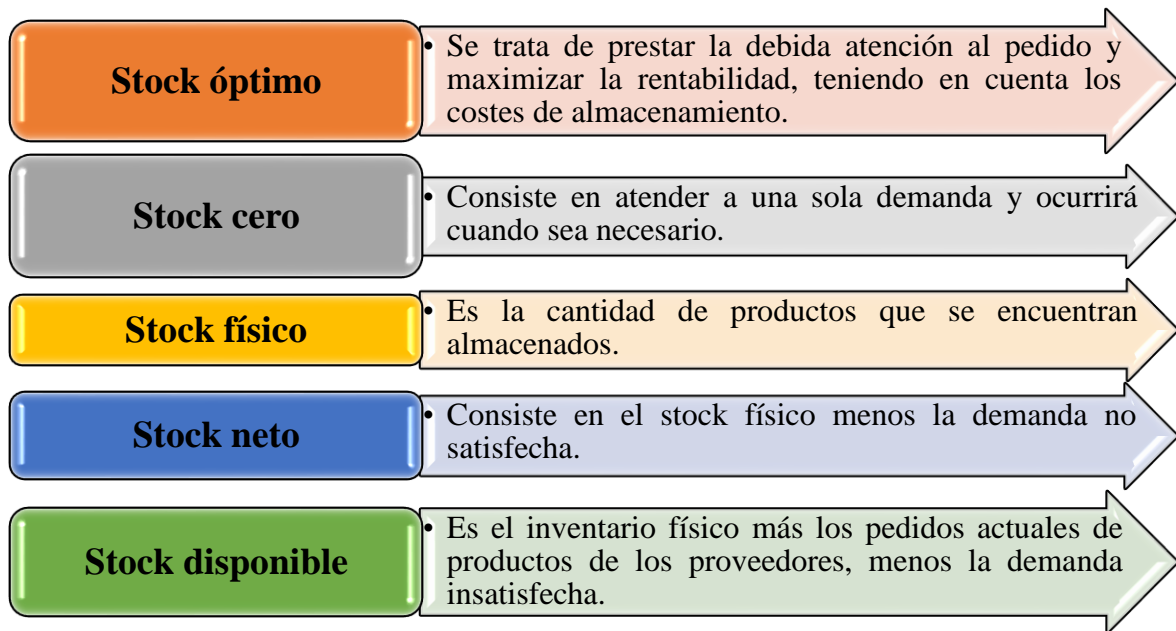 Stock óptimo
• Se trata de prestar la debida atención al pedido y
maximizar la rentabilidad, teniendo en cuenta los
costes de almacenamiento.
Stock cero
• Consiste en atender a una sola demanda y ocurrirá
cuando sea necesario.
Stock físico
• Es la cantidad de productos que se encuentran
almacenados.
Stock neto
• Consiste en el stock físico menos la demanda no
satisfecha.
Stock disponible
• Es el inventario físico más los pedidos actuales de
productos de los proveedores, menos la demanda
insatisfecha.